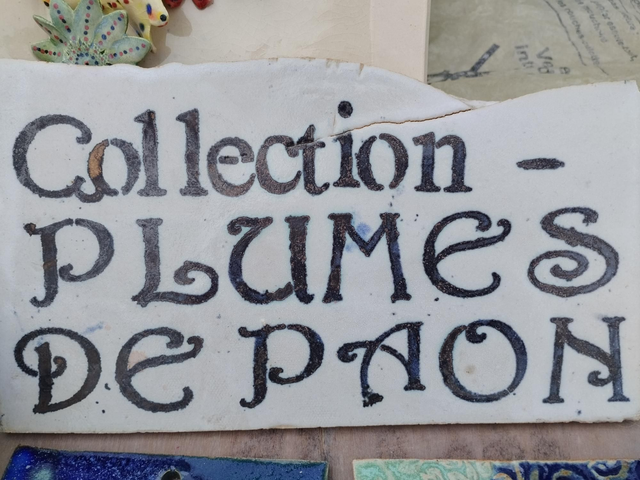 Collection -
PLUMES
DE PAON